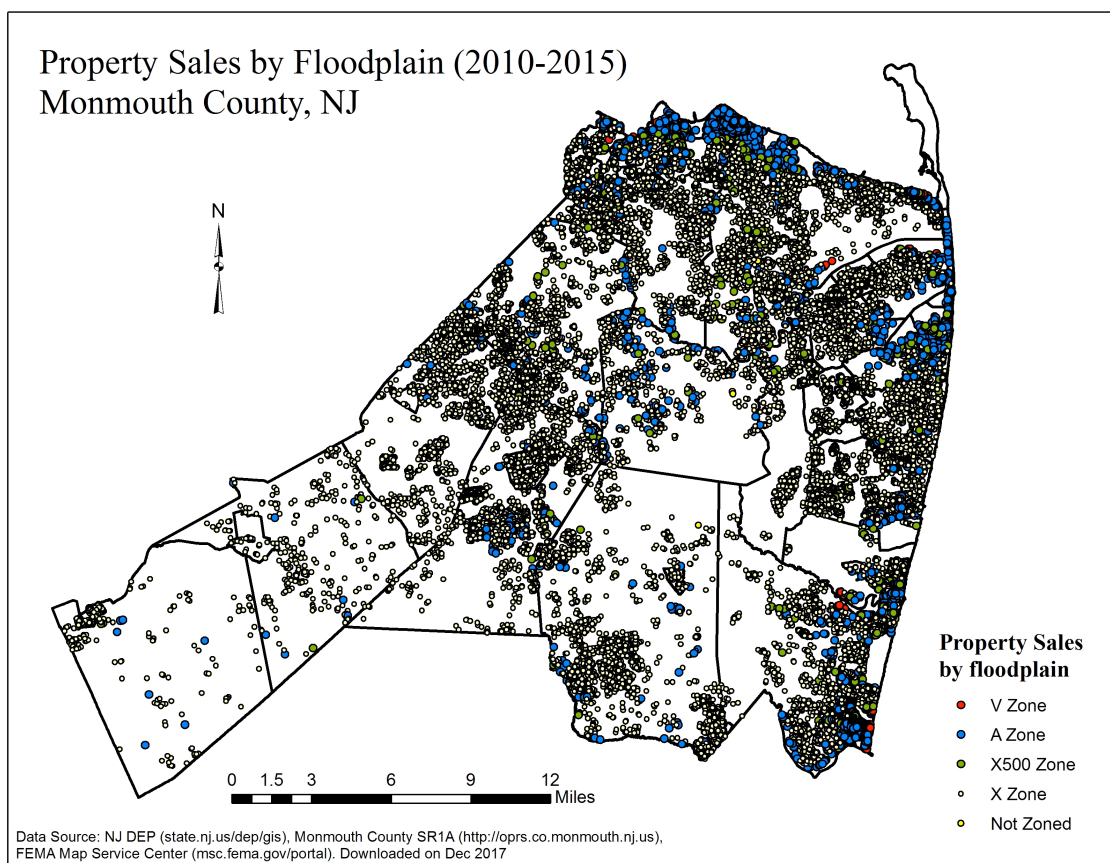 Property Sales by Floodplain (2010-2015)
Monmouth County, NJ
N
Property Sales
by floodplain
V Zone
A Zone
X500 Zone
X Zone
Not Zoned
0 1.5 3 6 9 12
Miles
Data Source: NJ DEP (state.nj.us/dep/gis), Monmouth County SR1A (http://oprs.co.monmouth.nj.us),
FEMA Map Service Center (msc.fema.gov/portal). Downloaded on Dec 2017